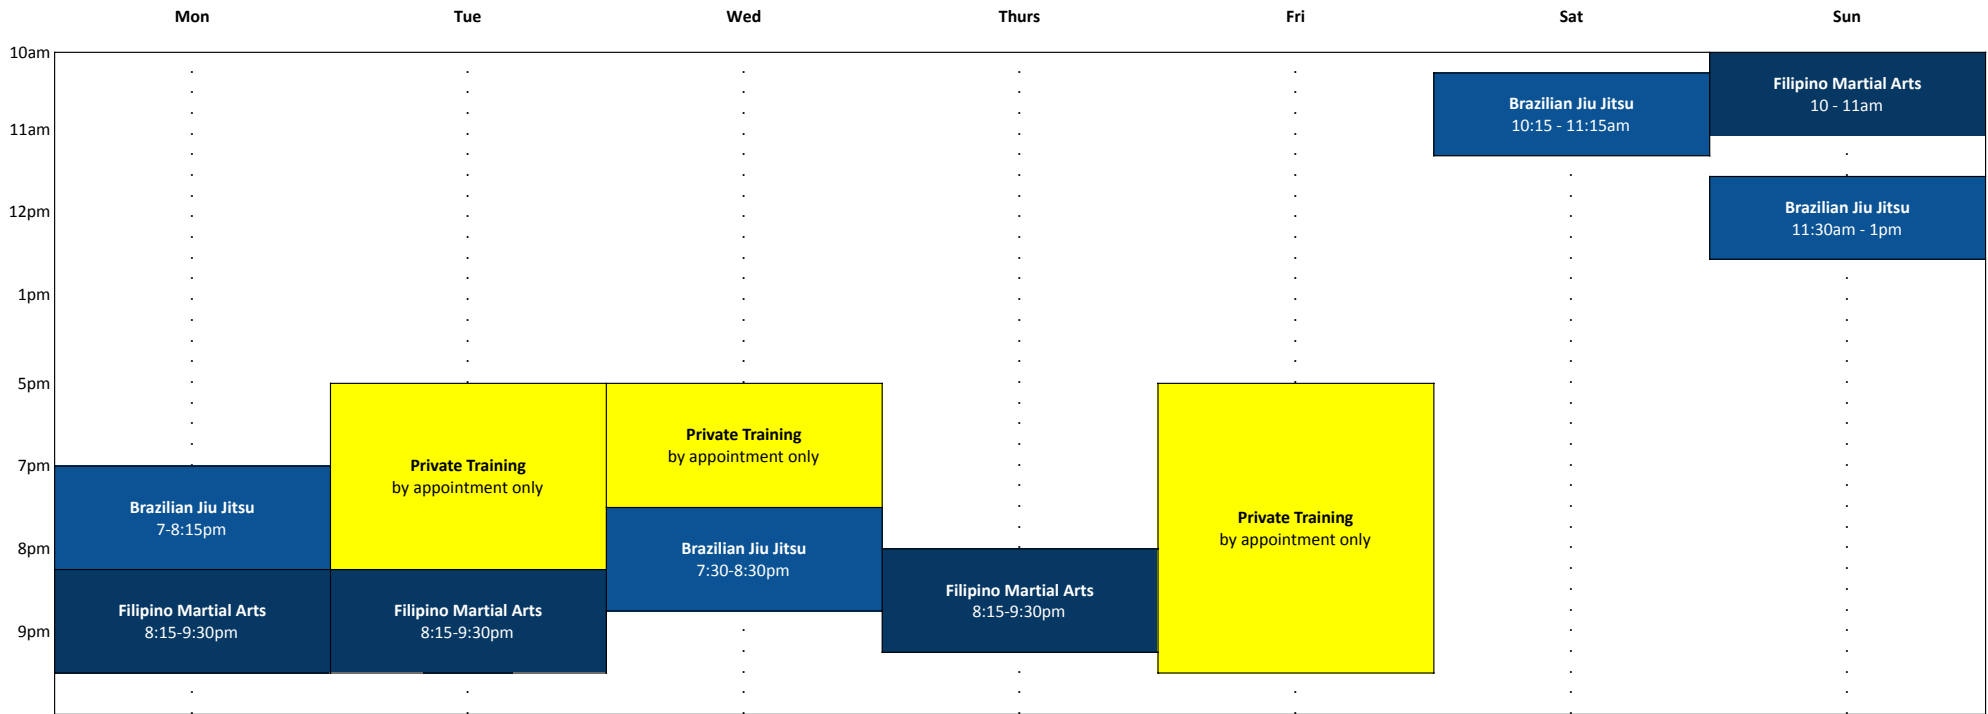 Mon Tue Wed Thurs Fri Sat Sun
10am
Filipino Martial Arts
10 - 11am
Brazilian Jiu Jitsu
10:15 - 11:15am
11am
12pm
Brazilian Jiu Jitsu
11:30am - 1pm
1pm
5pm
Private Training
by appointment only
Private Training
by appointment only
7pm
Brazilian Jiu Jitsu
7-8:15pm
Private Training
by appointment only
8pm
Brazilian Jiu Jitsu
7:30-8:30pm
Filipino Martial Arts
8:15-9:30pm
Filipino Martial Arts
8:15-9:30pm
Filipino Martial Arts
8:15-9:30pm
9pm